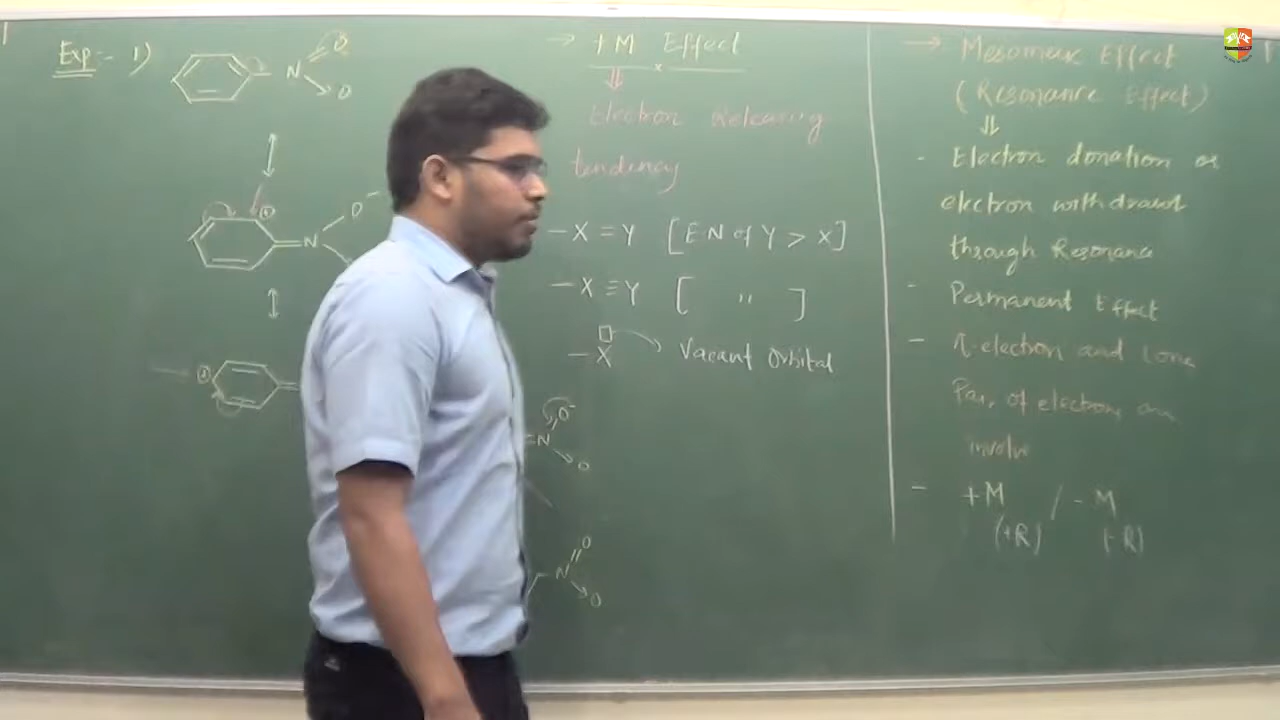 Exp:- 1)
N
O
O
N
O-
N
O-
O
N
O
O
→ +M Effect
⇓
Electron Releasing
tendency
-X=Y [EN of Y > X]
-X≡Y [ " ]
-X → Vacant Orbital
→ Mesomeric Effect
(Resonance Effect)
⇓
- Electron donation or
electron withdrawl
through Resonance
- Permanent Effect
- π-electron and Lone
Pair of electron are
involve
- +M / -M
(+R) (-R)